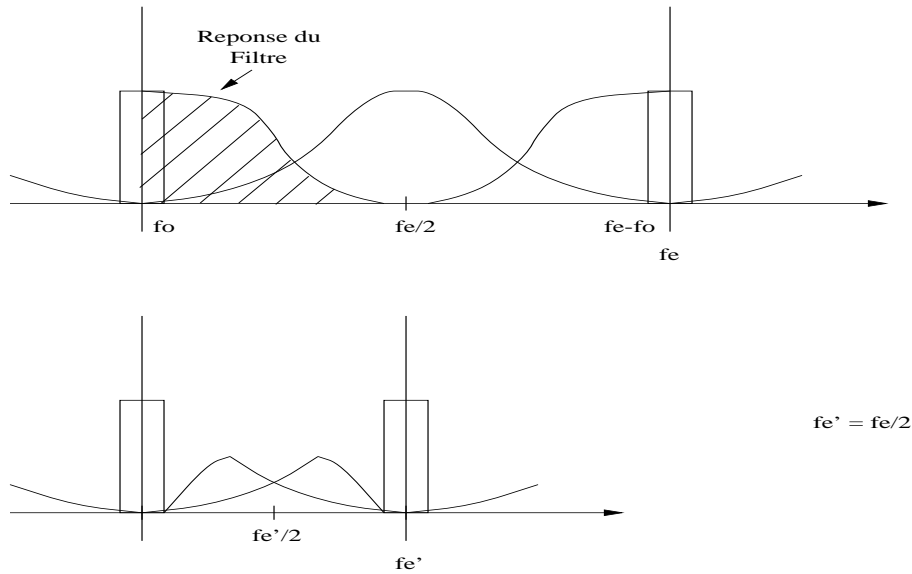 Reponse du
Filtre
fo
fe/2
fe-fo
fe
fe' = fe/2
fe'/2
fe'